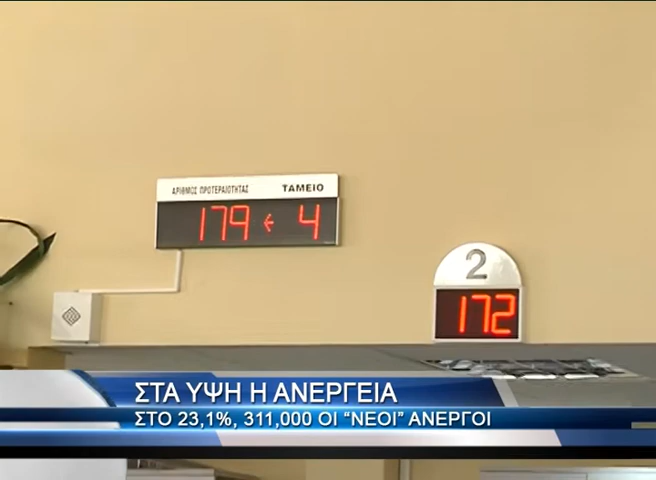 ΑΡΙΘΜΟΣ ΠΡΟΤΕΡΑΙΟΤΗΤΑΣ ΤΑΜΕΙΟ
179 ← 4
2
172
ΣΤΑ ΥΨΗ Η ΑΝΕΡΓΕΙΑ
ΣΤΟ 23,1%, 311,000 ΟΙ “ΝΕΟΙ” ΑΝΕΡΓΟΙ